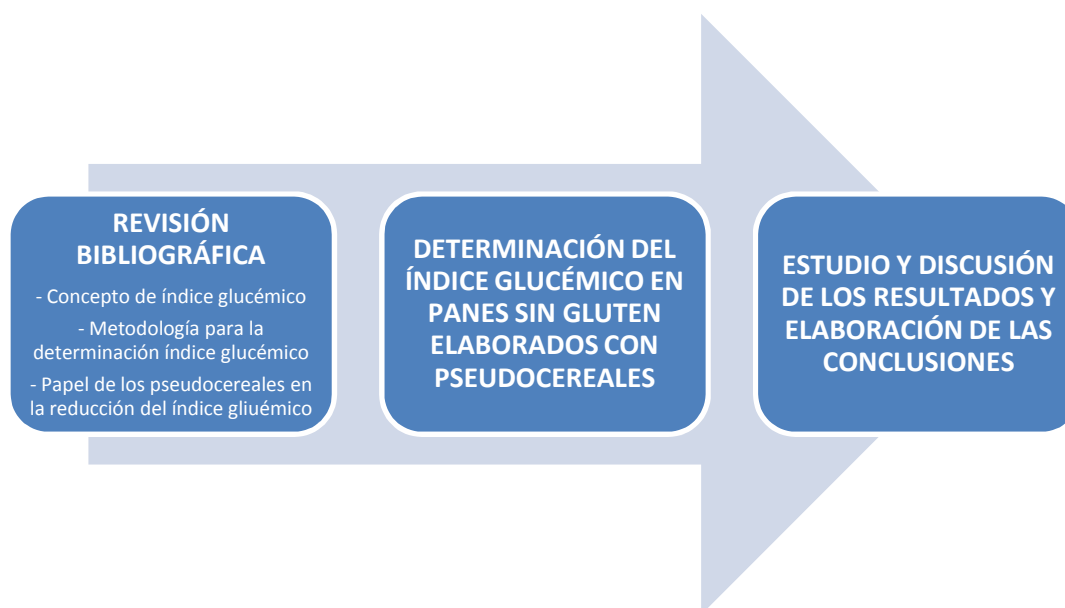 REVISIÓN
BIBLIOGRÁFICA
- Concepto de índice glucémico
- Metodología para la
determinación índice glucémico
- Papel de los pseudocereales en
la reducción del índice gliuémico
DETERMINACIÓN DEL
ÍNDICE GLUCÉMICO EN
PANES SIN GLUTEN
ELABORADOS CON
PSEUDOCEREALES
ESTUDIO Y DISCUSIÓN
DE LOS RESULTADOS Y
ELABORACIÓN DE LAS
CONCLUSIONES